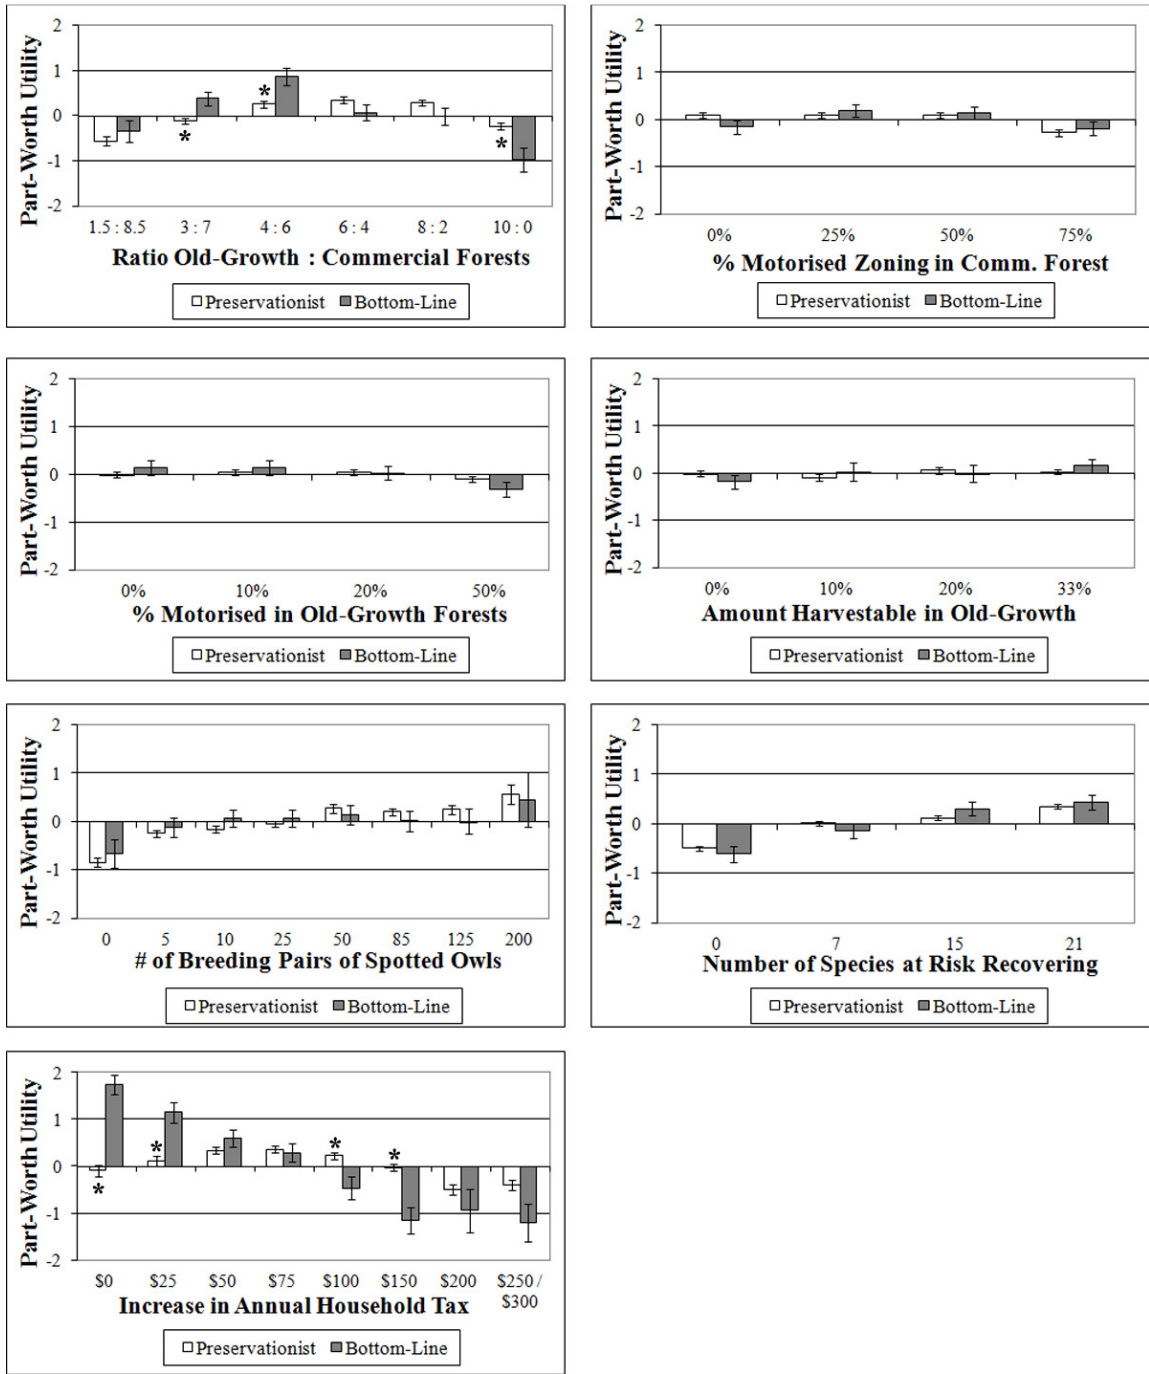 Part-Worth Utility
2
1
0
-1
-2
*
*
*
1.5 : 8.5 3 : 7 4 : 6 6 : 4 8 : 2 10 : 0
Ratio Old-Growth : Commercial Forests
Preservationist Bottom-Line
Part-Worth Utility
2
1
0
-1
-2
0% 25% 50% 75%
% Motorised Zoning in Comm. Forest
Preservationist Bottom-Line
Part-Worth Utility
2
1
0
-1
-2
0% 10% 20% 50%
% Motorised in Old-Growth Forests
Preservationist Bottom-Line
Part-Worth Utility
2
1
0
-1
-2
0% 10% 20% 33%
Amount Harvestable in Old-Growth
Preservationist Bottom-Line
Part-Worth Utility
2
1
0
-1
-2
0 5 10 25 50 85 125 200
# of Breeding Pairs of Spotted Owls
Preservationist Bottom-Line
Part-Worth Utility
2
1
0
-1
-2
0 7 15 21
Number of Species at Risk Recovering
Preservationist Bottom-Line
Part-Worth Utility
2
1
0
-1
-2
*
*
*
*
$0 $25 $50 $75 $100 $150 $200 $250 /
$300
Increase in Annual Household Tax
Preservationist Bottom-Line